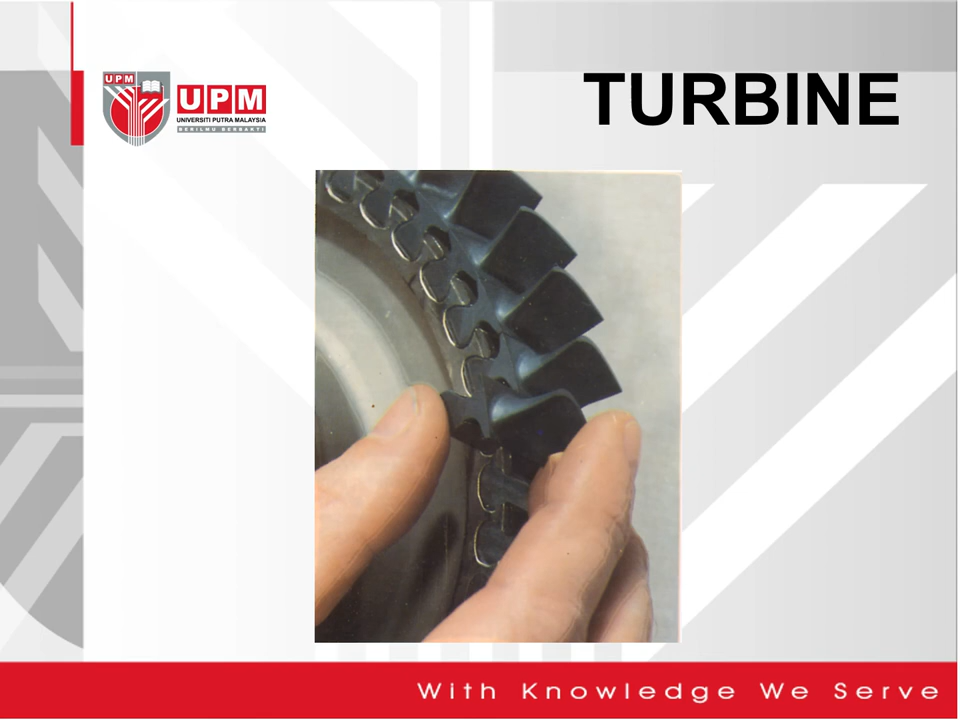 UPM
UPM
UNIVERSITI PUTRA MALAYSIA
BERILMU BERBAKTI
TURBINE
With Knowledge We Serve